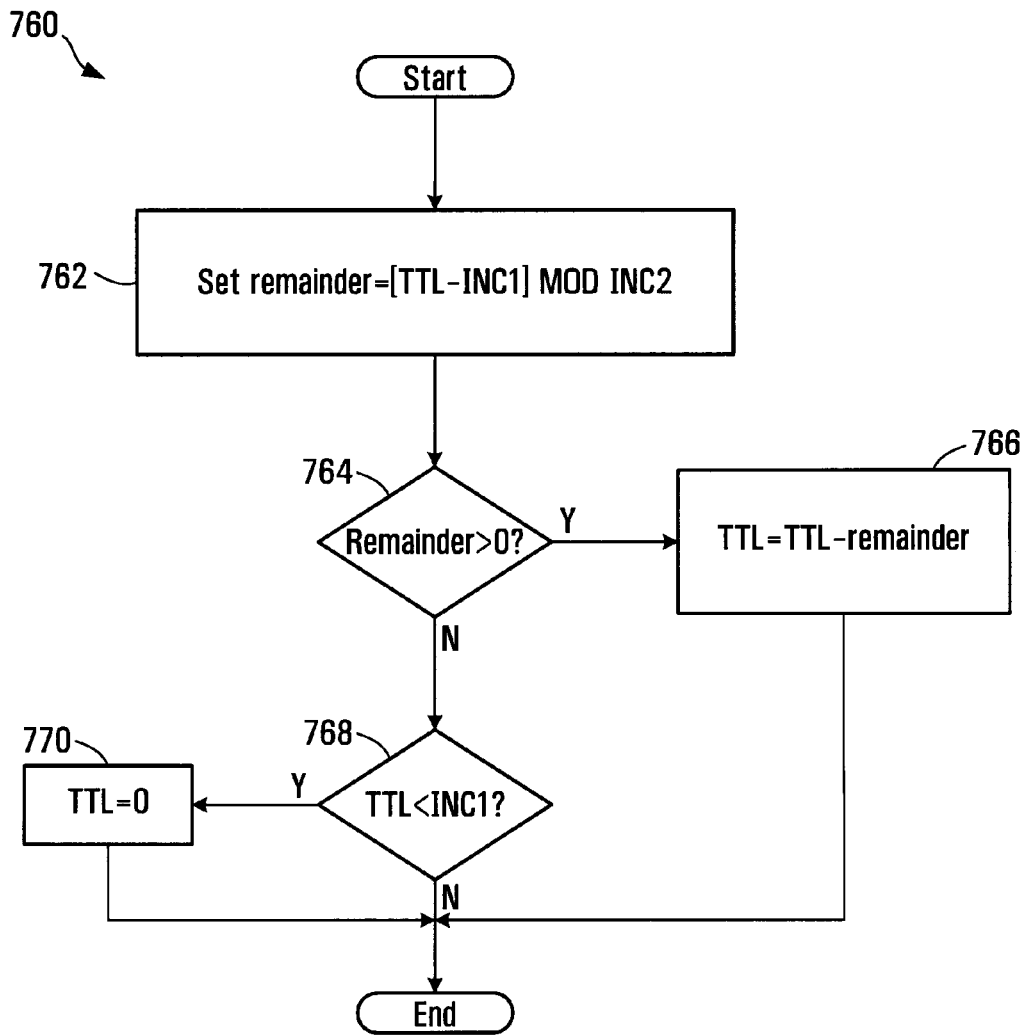 760
Start
762
Set remainder=[TTL-INC1] MOD INC2
764
Remainder>0?
Y
766
TTL=TTL-remainder
N
768
770
TTL=0
Y
TTL<INC1?
N
End